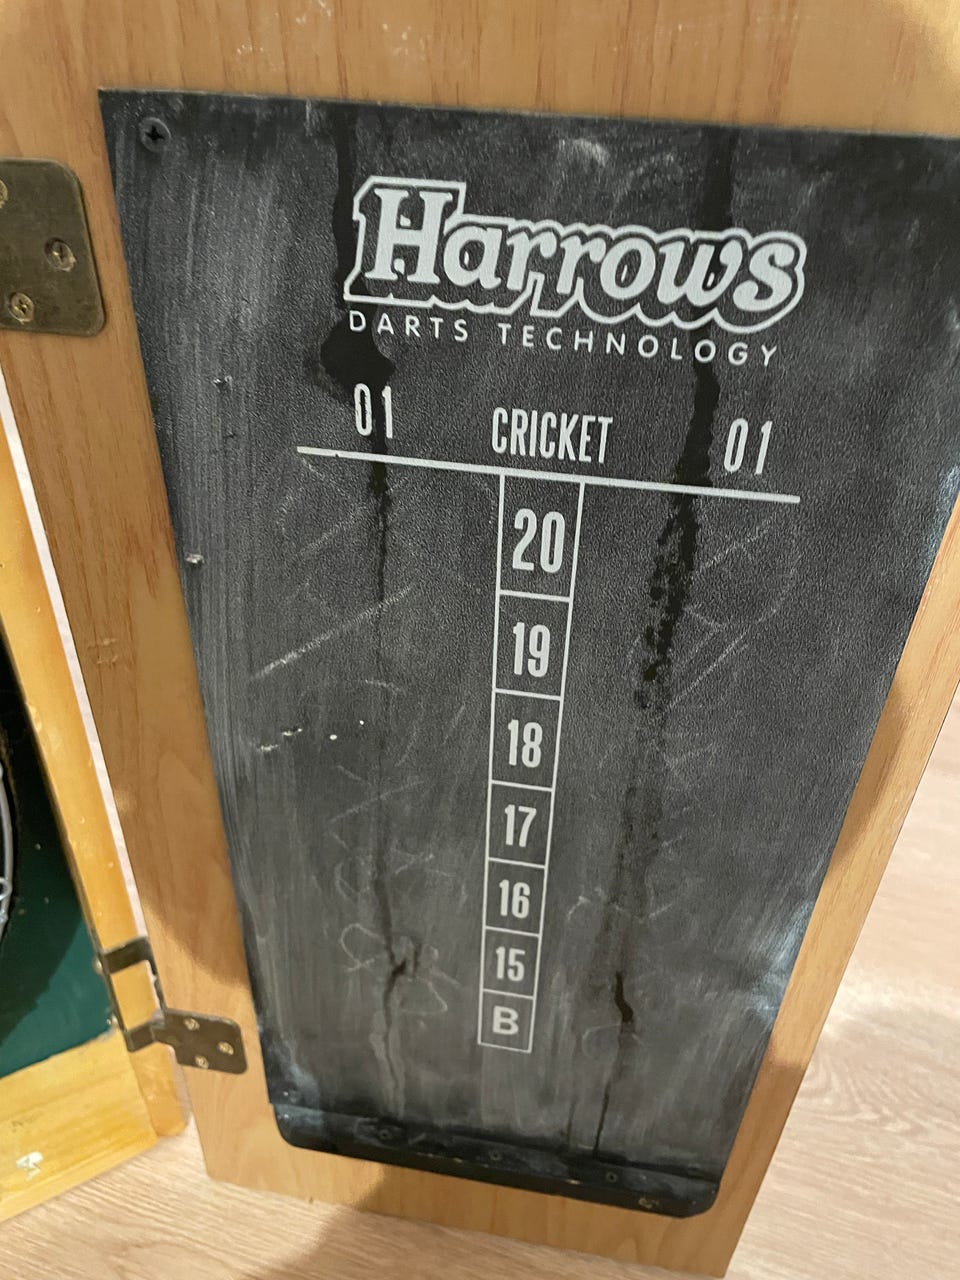 Harrows
DARTS TECHNOLOGY
01 CRICKET 01
20
19
18
17
16
15
B